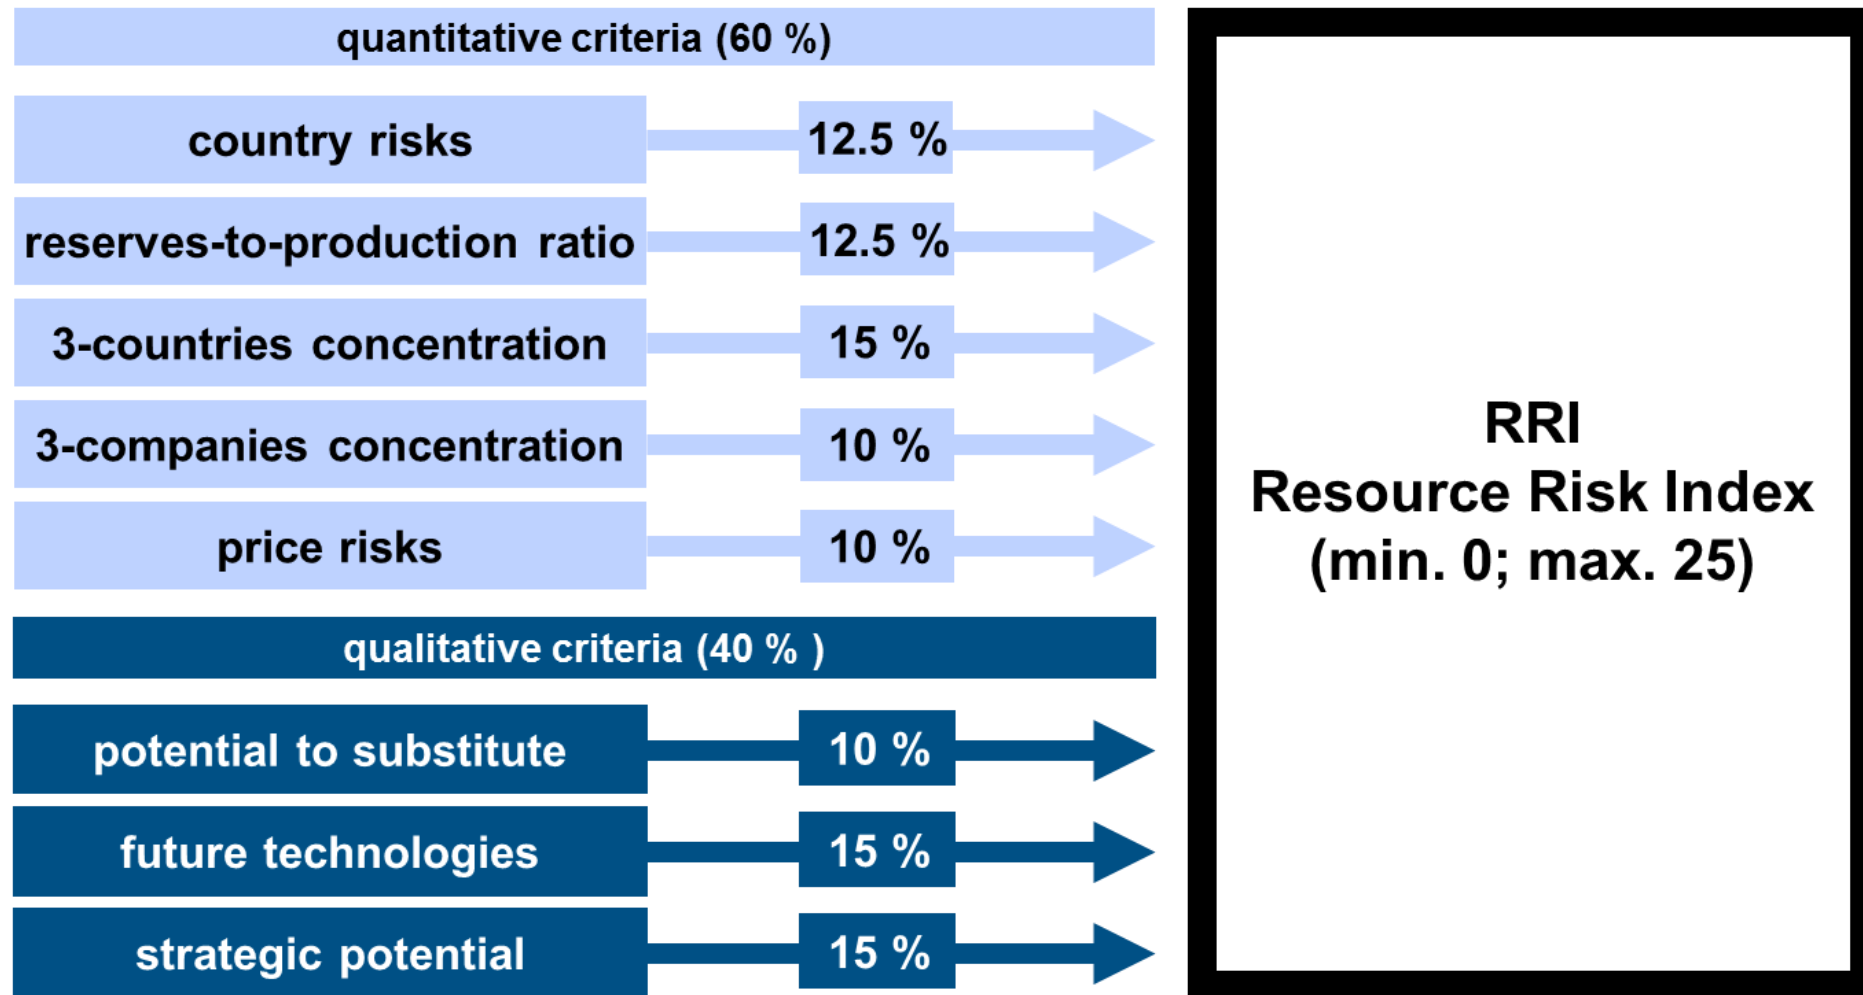 quantitative criteria (60 %)
country risks 12.5 %
reserves-to-production ratio 12.5 %
3-countries concentration 15 %
3-companies concentration 10 %
price risks 10 %
qualitative criteria (40 % )
potential to substitute 10 %
future technologies 15 %
strategic potential 15 %
RRI
Resource Risk Index
(min. 0; max. 25)